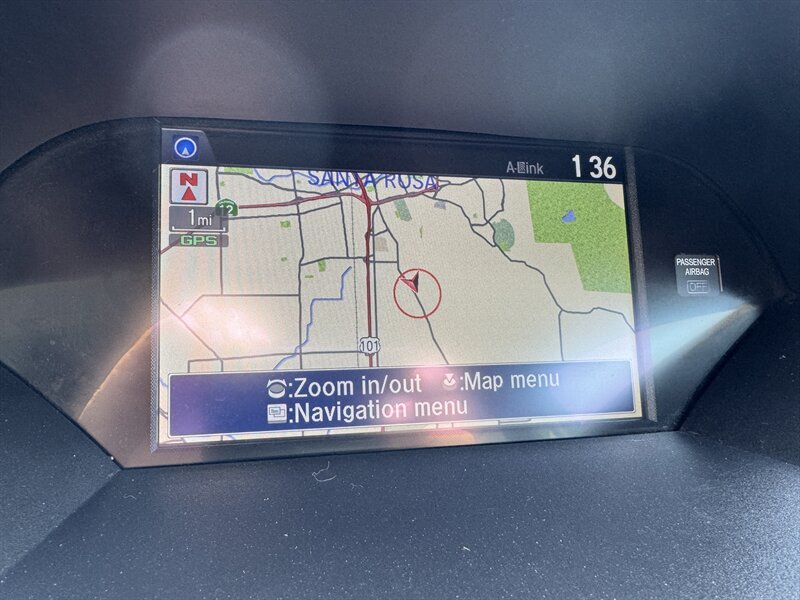 A-Link
1 36
SANTA ROSA
N
12
1mi
GPS
101
:Zoom in/out :Map menu
:Navigation menu
PASSENGER
AIRBAG
OFF